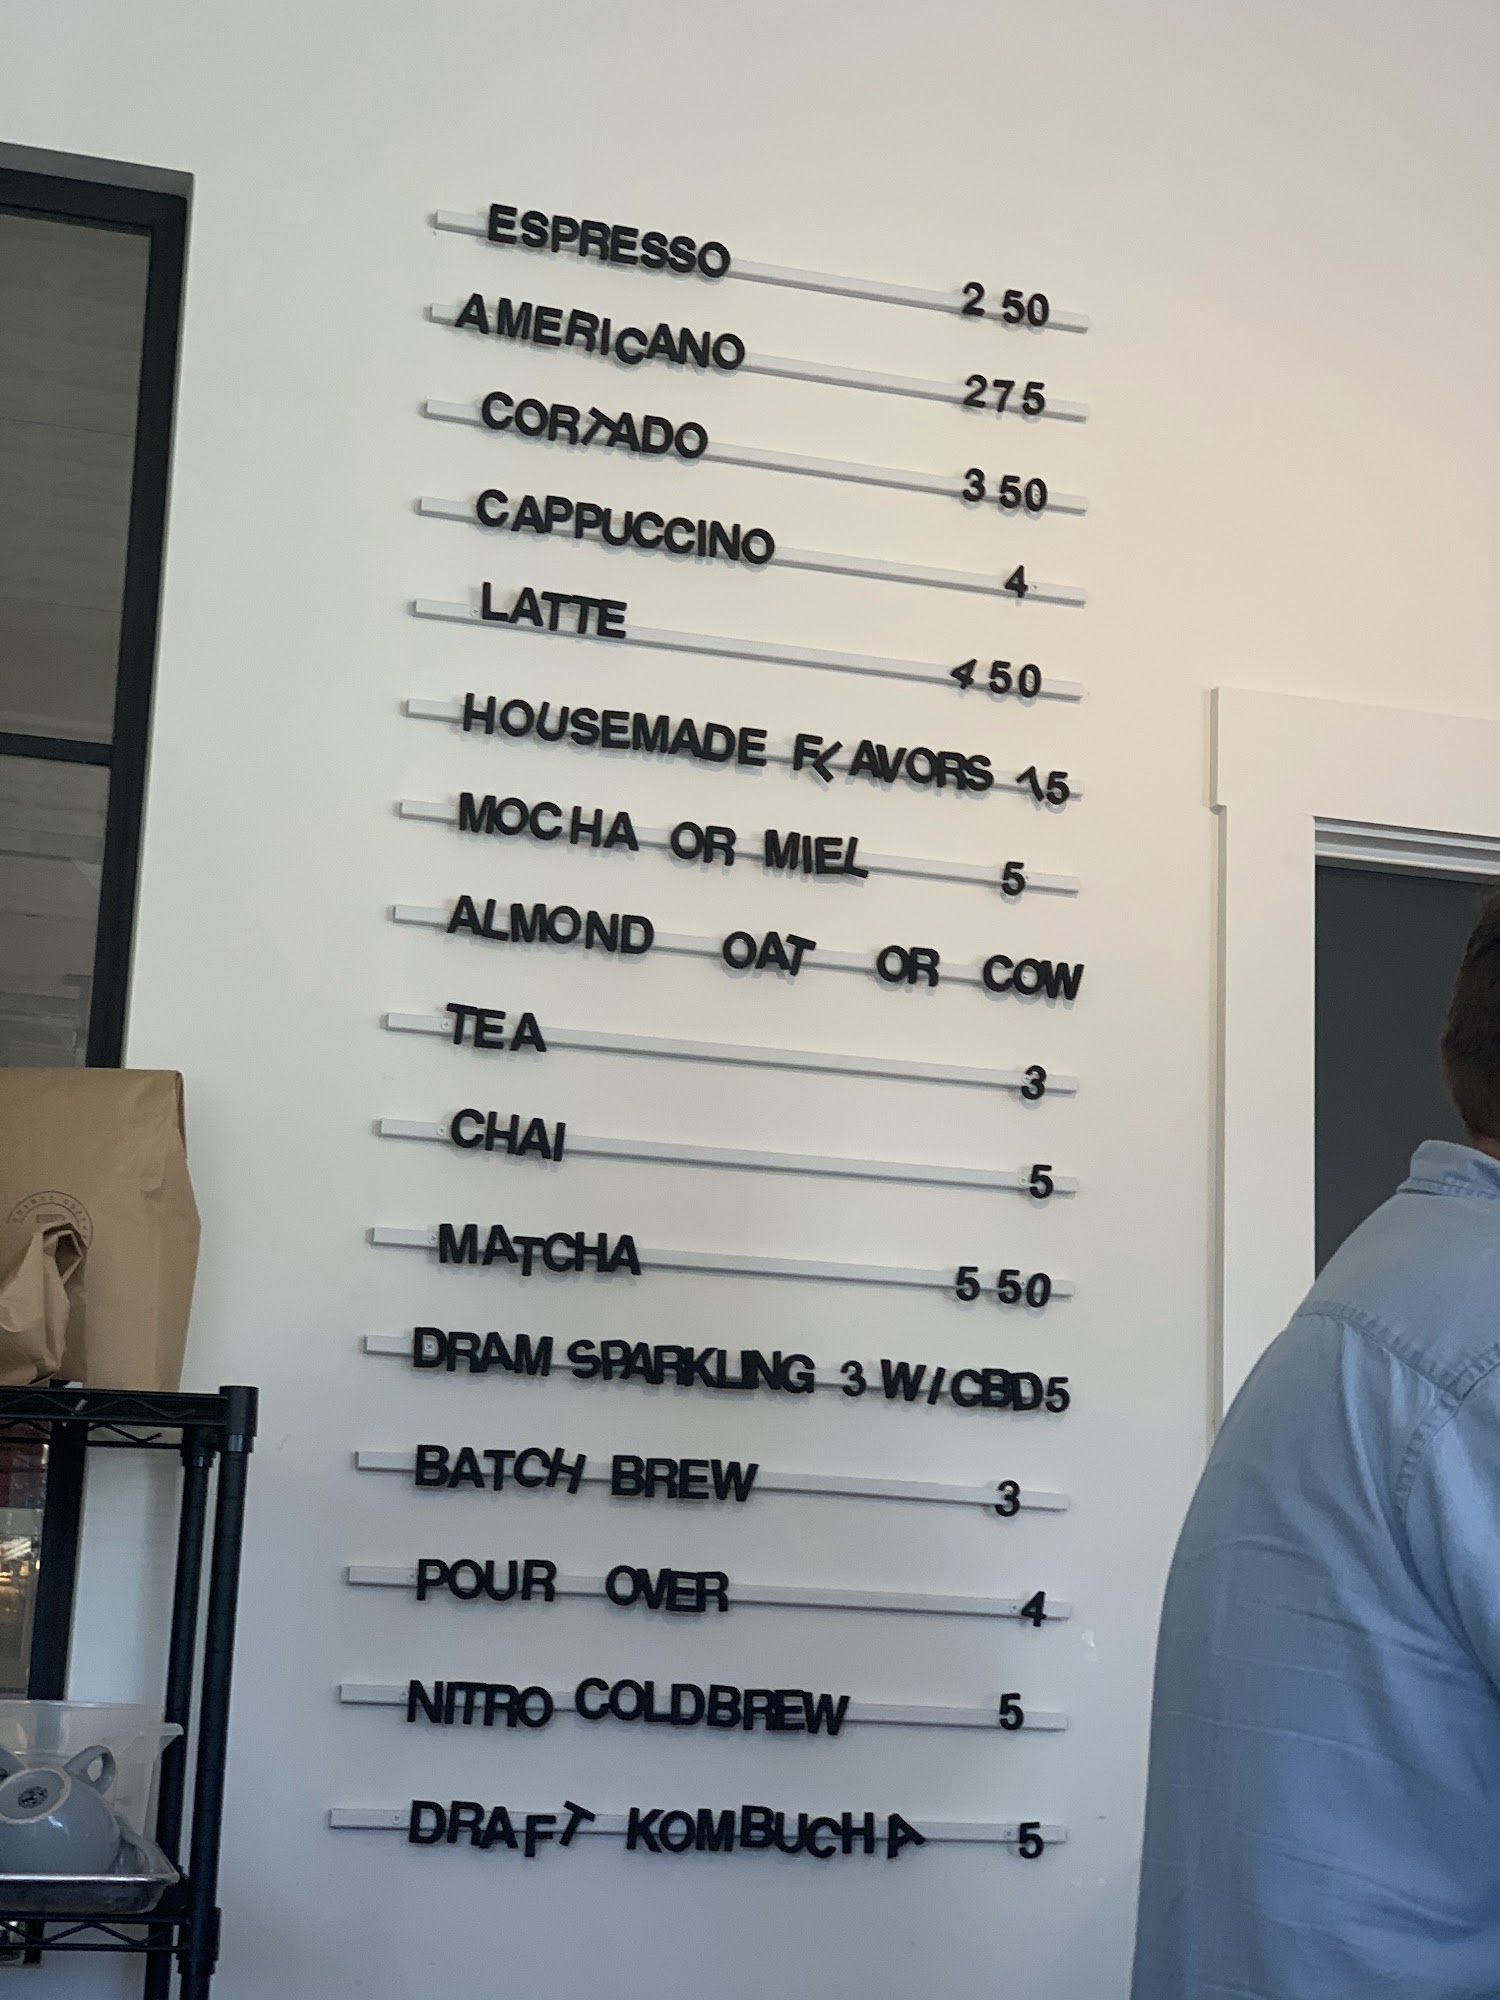 ESPRESSO 2 50
AMERICANO 275
CORTADO 3 50
CAPPUCCINO 4
LATTE 4 50
HOUSEMADE FLAVORS 15
MOCHA OR MIEL 5
ALMOND OAT OR COW
TEA 3
CHAI 5
MATCHA 5 50
DRAM SPARKLING 3 W/CBD5
BATCH BREW 3
POUR OVER 4
NITRO COLDBREW 5
DRAFT KOMBUCHA 5